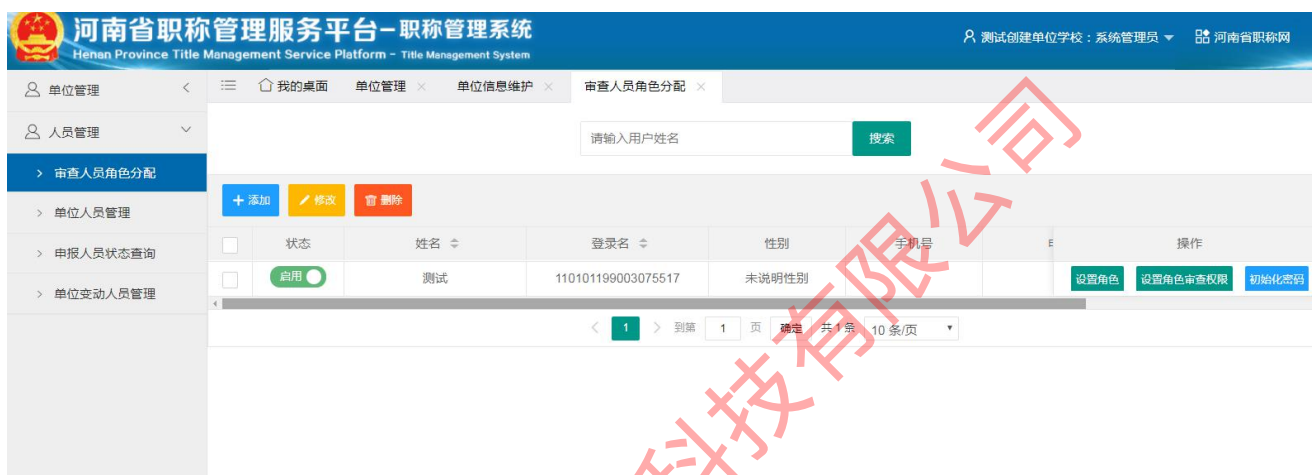 河南省职称管理服务平台-职称管理系统
Henan Province Title Management Service Platform - Title Management System
测试创建单位学校：系统管理员
河南省职称网
单位管理
我的桌面 单位管理 × 单位信息维护 × 审查人员角色分配 ×
人员管理
请输入用户姓名 搜索
审查人员角色分配
+ 添加 修改 删除
单位人员管理
状态 姓名 登录名 性别 手机号 操作
申报人员状态查询
启用 测试 110101199003075517 未说明性别 设置角色 设置角色审查权限 初始化密码
单位变动人员管理
< 1 > 到第 1 页 确定 共1条 10 条/页
科技有限公司